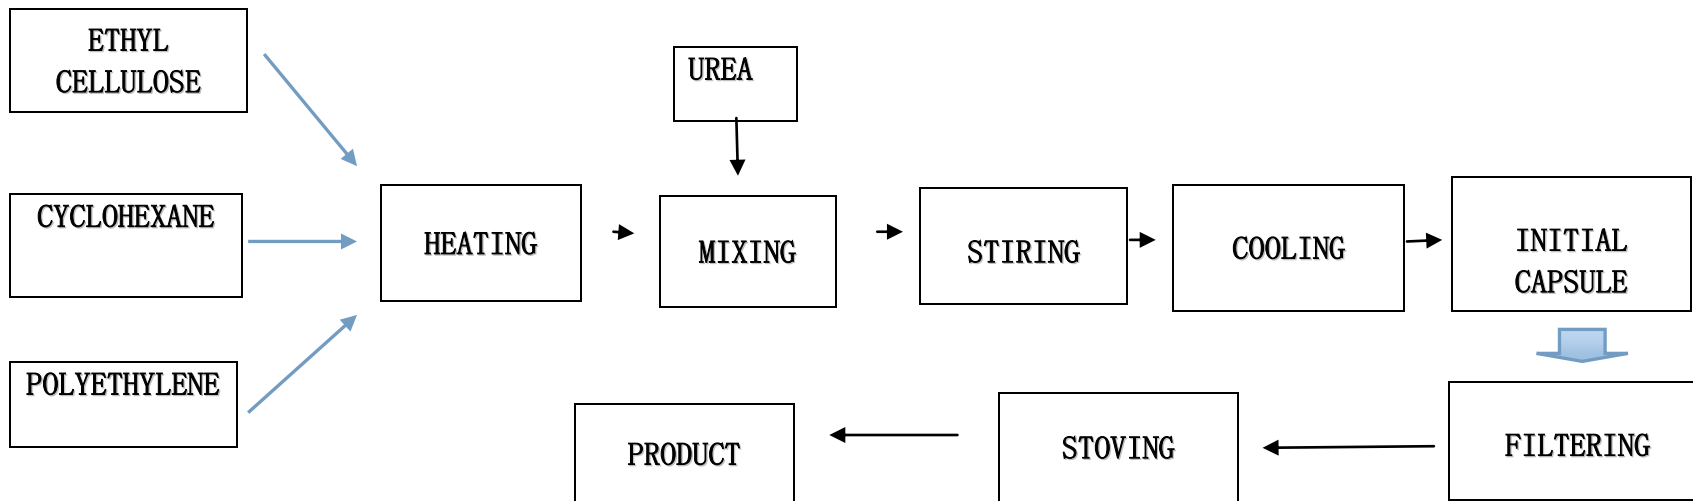 ETHYL
CELLULOSE
UREA
CYCLOHEXANE
HEATING
MIXING
STIRING
COOLING
INITIAL
CAPSULE
POLYETHYLENE
PRODUCT
STOVING
FILTERING